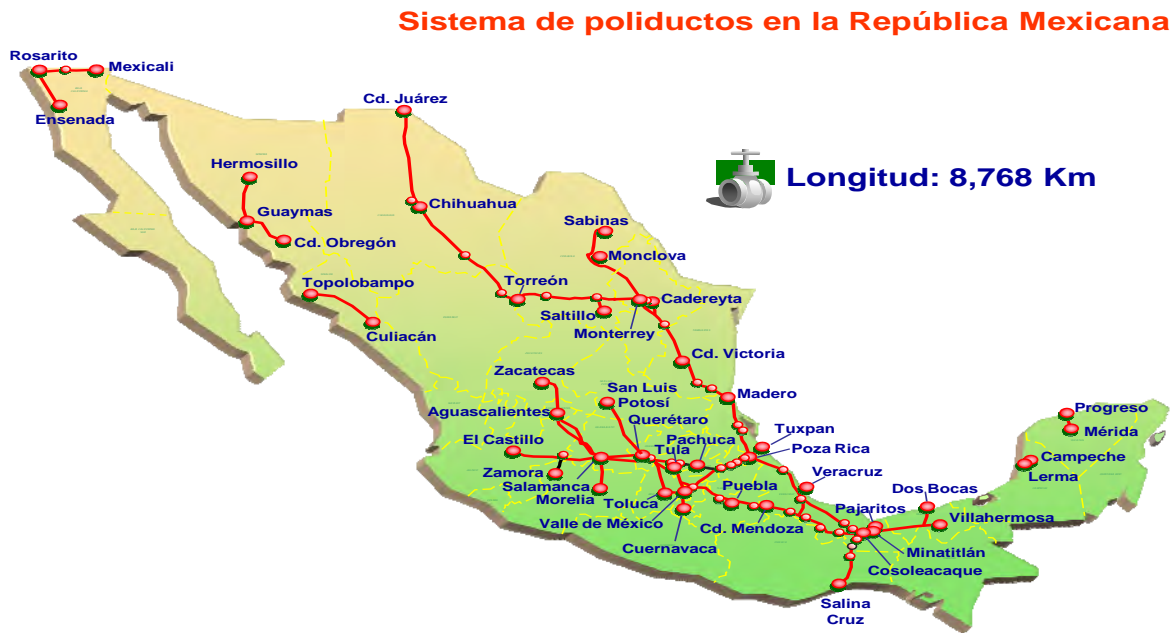 Sistema de poliductos en la República Mexicana
Rosarito
Mexicali
Ensenada
Cd. Juárez
Longitud: 8,768 Km
Hermosillo
Guaymas
Cd. Obregón
Chihuahua
Sabinas
Monclova
Topolobampo
Culiacán
Torreón
Saltillo
Cadereyta
Monterrey
Cd. Victoria
Zacatecas
San Luis
Potosí
Madero
Aguascalientes
Querétaro
El Castillo
Tula
Pachuca
Tuxpan
Poza Rica
Progreso
Mérida
Zamora
Salamanca
Morelia
Toluca
Puebla
Veracruz
Campeche
Lerma
Dos Bocas
Valle de México
Cd. Mendoza
Pajaritos
Villahermosa
Cuernavaca
Minatitlán
Cosoleacaque
Salina
Cruz